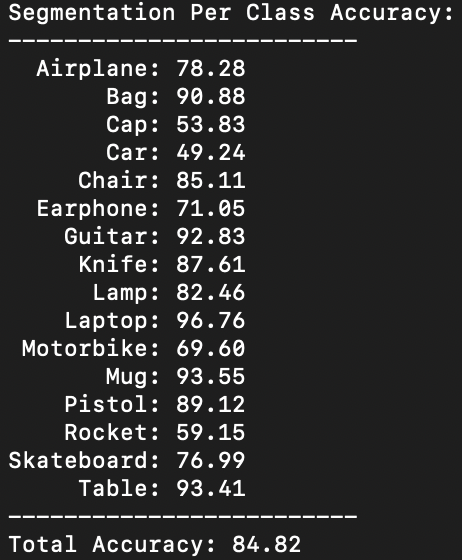 Segmentation Per Class Accuracy:
-------------------------
Airplane: 78.28
Bag: 90.88
Cap: 53.83
Car: 49.24
Chair: 85.11
Earphone: 71.05
Guitar: 92.83
Knife: 87.61
Lamp: 82.46
Laptop: 96.76
Motorbike: 69.60
Mug: 93.55
Pistol: 89.12
Rocket: 59.15
Skateboard: 76.99
Table: 93.41
-------------------------
Total Accuracy: 84.82